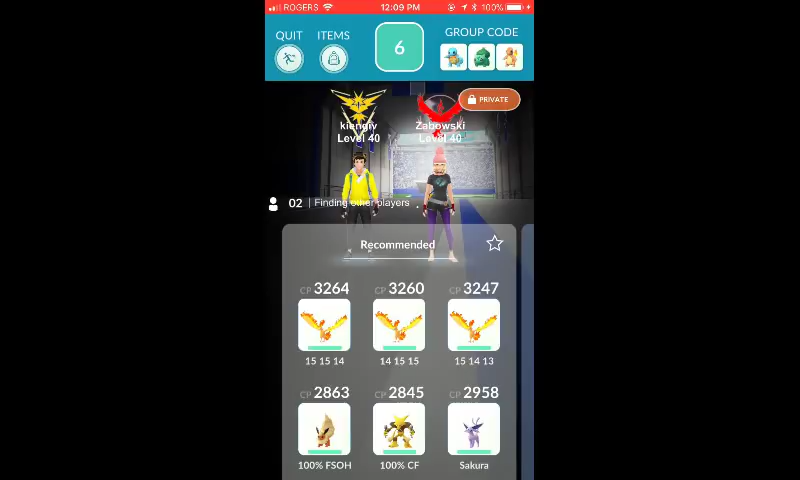 ROGERS 12:09 PM 100%
QUIT ITEMS 6 GROUP CODE
PRIVATE
kiengiv Zabowski
Level 40 Level 40
02 | Finding other players
Recommended
CP 3264 CP 3260 CP 3247
15 15 14 14 15 15 15 14 13
CP 2863 CP 2845 CP 2958
100% FSOH 100% CF Sakura